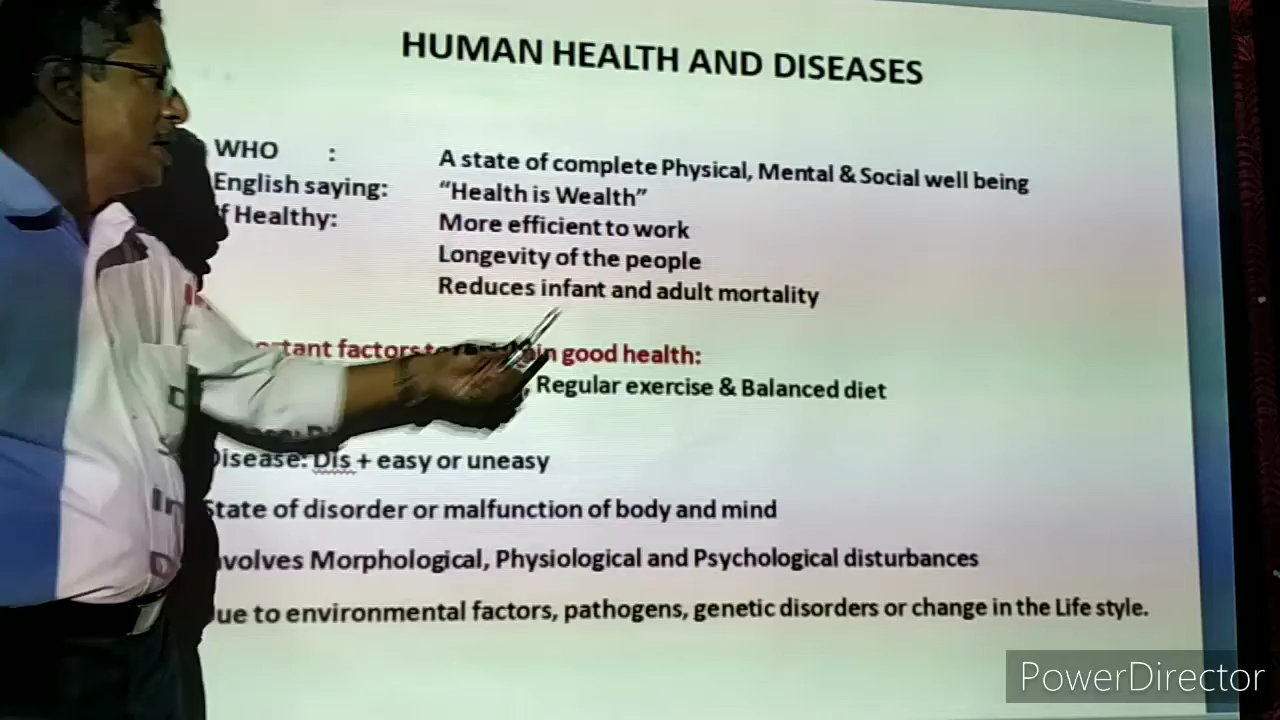 HUMAN HEALTH AND DISEASES
WHO : A state of complete Physical, Mental & Social well being
English saying: “Health is Wealth”
If Healthy: More efficient to work
Longevity of the people
Reduces infant and adult mortality
good health:
Regular exercise & Balanced diet
Disease: Dis + easy or uneasy
State of disorder or malfunction of body and mind
Involves Morphological, Physiological and Psychological disturbances
Due to environmental factors, pathogens, genetic disorders or change in the Life style.
PowerDirector